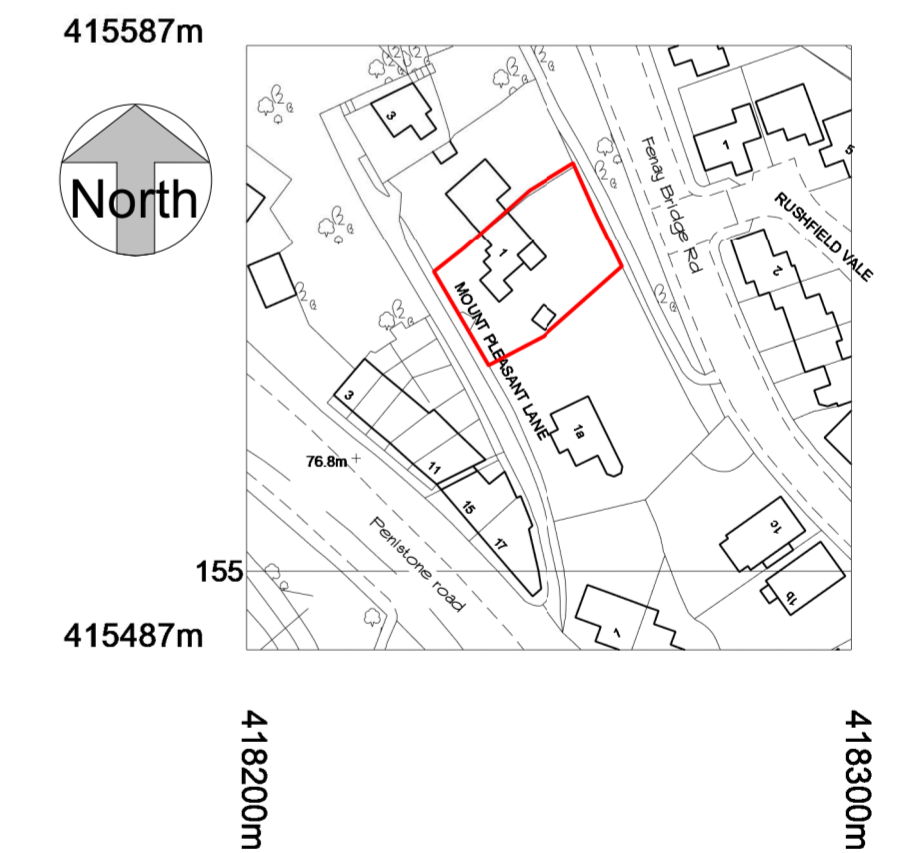 415587m
North
3
1
5
Fenay Bridge Rd
RUSHFIELD VALE
1
2
MOUNT PLEASANT LANE
3
1a
76.8m
11
15
17
Penistone road
1c
1b
155
1
415487m
418200m
418300m